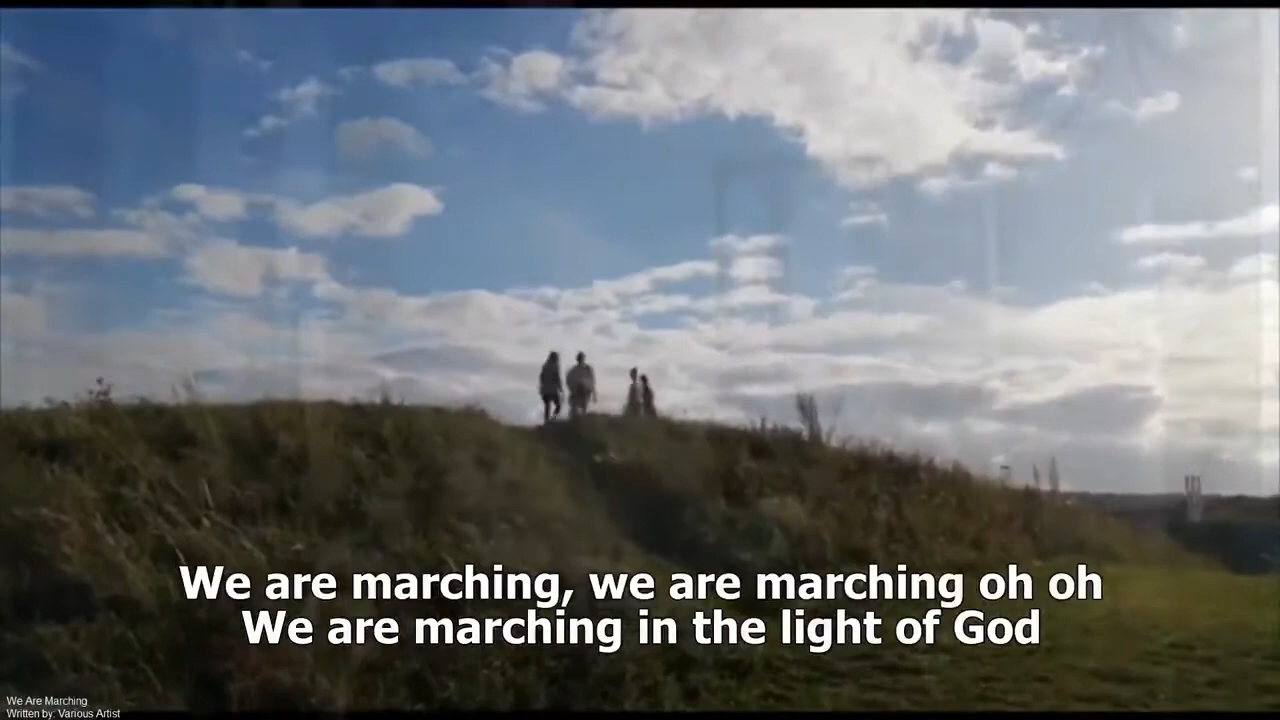 We are marching, we are marching oh oh
We are marching in the light of God
We Are Marching
Written by: Various Artist